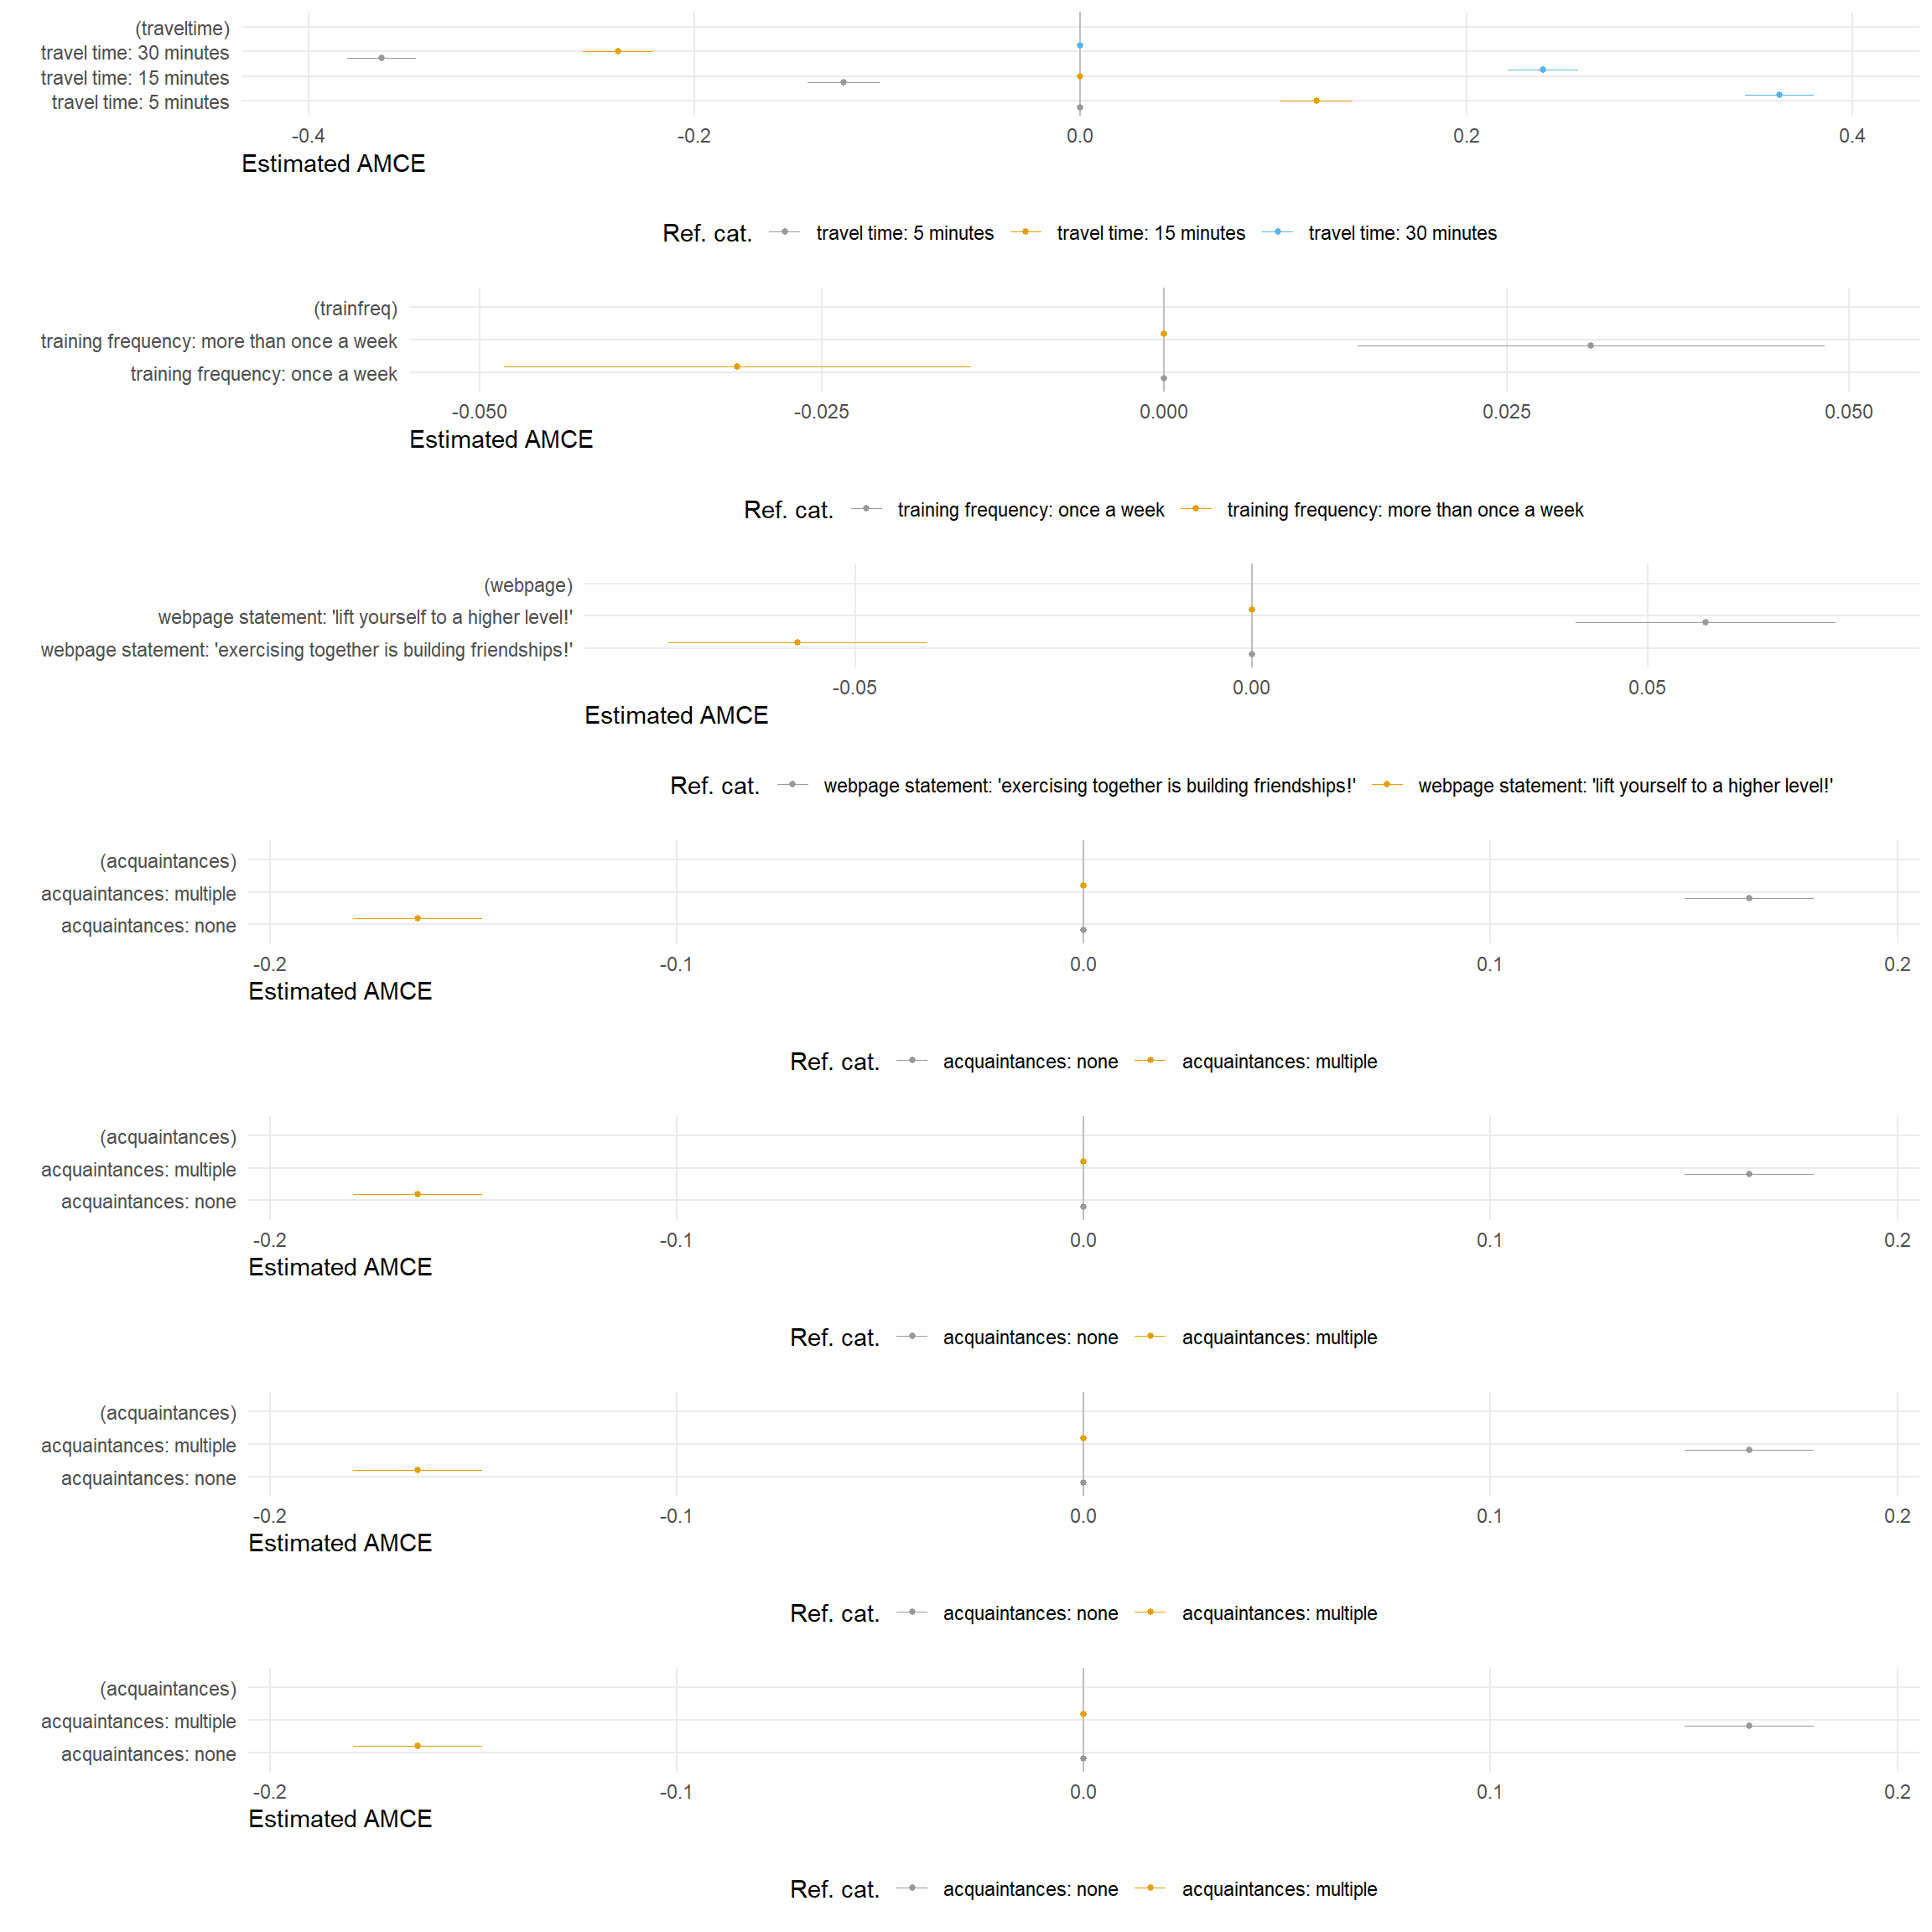 (traveltime)
travel time: 30 minutes
travel time: 15 minutes
travel time: 5 minutes
-0.4 -0.2 0.0 0.2 0.4
Estimated AMCE
Ref. cat. travel time: 5 minutes travel time: 15 minutes travel time: 30 minutes
(trainfreq)
training frequency: more than once a week
training frequency: once a week
-0.050 -0.025 0.000 0.025 0.050
Estimated AMCE
Ref. cat. training frequency: once a week training frequency: more than once a week
(webpage)
webpage statement: 'lift yourself to a higher level!'
webpage statement: 'exercising together is building friendships!'
-0.05 0.00 0.05
Estimated AMCE
Ref. cat. webpage statement: 'exercising together is building friendships!' webpage statement: 'lift yourself to a higher level!'
(acquaintances)
acquaintances: multiple
acquaintances: none
-0.2 -0.1 0.0 0.1 0.2
Estimated AMCE
Ref. cat. acquaintances: none acquaintances: multiple
(acquaintances)
acquaintances: multiple
acquaintances: none
-0.2 -0.1 0.0 0.1 0.2
Estimated AMCE
Ref. cat. acquaintances: none acquaintances: multiple
(acquaintances)
acquaintances: multiple
acquaintances: none
-0.2 -0.1 0.0 0.1 0.2
Estimated AMCE
Ref. cat. acquaintances: none acquaintances: multiple
(acquaintances)
acquaintances: multiple
acquaintances: none
-0.2 -0.1 0.0 0.1 0.2
Estimated AMCE
Ref. cat. acquaintances: none acquaintances: multiple